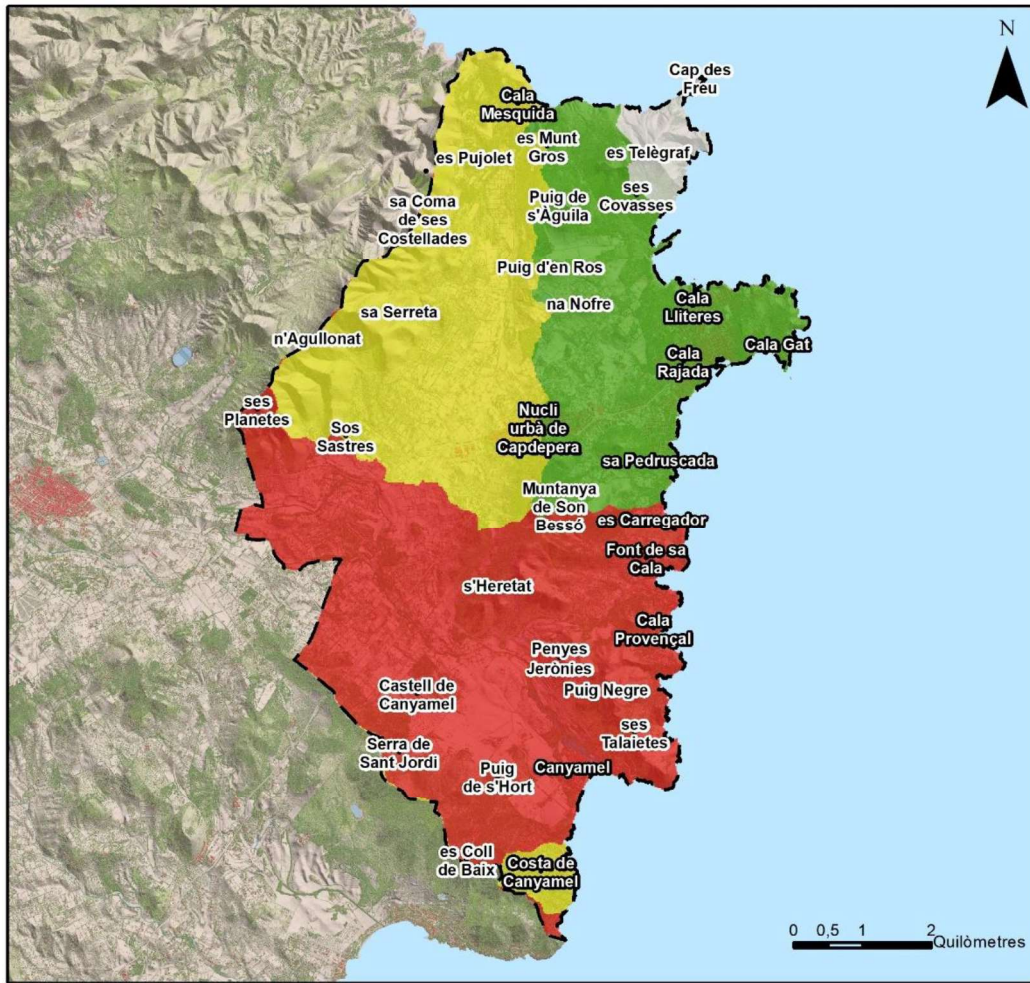 N
Cap des
Freu
Cala
Mesquida
es Munt
Gros
es Pujolet
es Telègraf
ses
Covasses
sa Coma
de ses
Costellades
Puig de
s'Àguila
Puig d'en Ros
na Nofre
Cala
Lliteres
sa Serreta
n'Agullonat
Cala Gat
Cala
Rajada
ses
Planetes
Sos
Sastres
Nucli
urbà de
Capdepera
sa Pedruscada
Muntanya
de Son
Bessó
es Carregador
Font de sa
Cala
s'Heretat
Cala
Provençal
Penyes
Jerònies
Puig Negre
Castell de
Canyamel
ses
Talaietes
Serra de
Sant Jordi
Puig
de s'Hort
Canyamel
es Coll
de Baix
Costa de
Canyamel
0 0,5 1 2
Quilòmetres